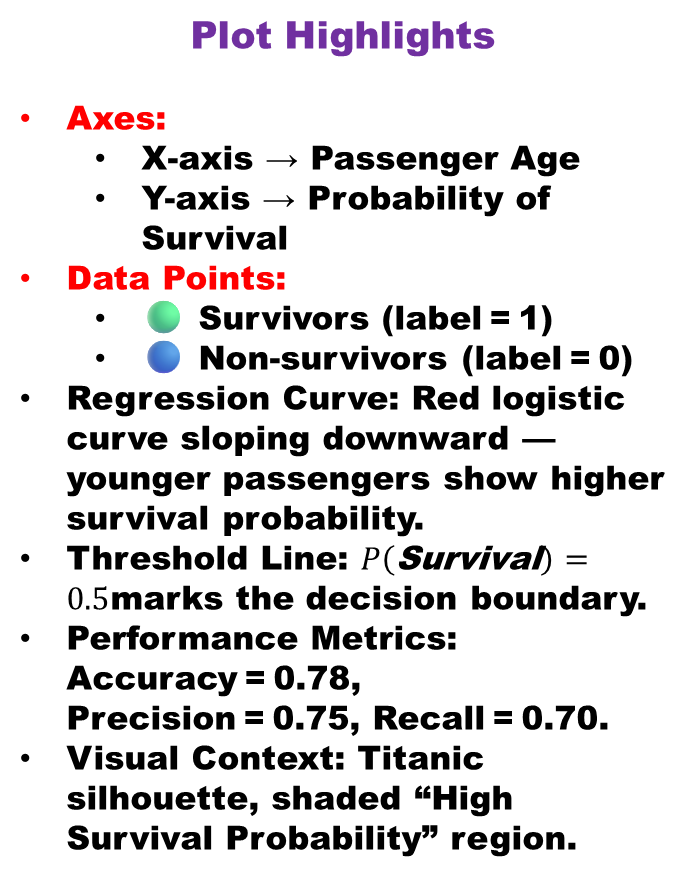 Plot Highlights
• Axes:
• X-axis → Passenger Age
• Y-axis → Probability of
Survival
• Data Points:
• Survivors (label = 1)
• Non-survivors (label = 0)
• Regression Curve: Red logistic
curve sloping downward —
younger passengers show higher
survival probability.
• Threshold Line: P(Survival) =
0.5marks the decision boundary.
• Performance Metrics:
Accuracy = 0.78,
Precision = 0.75, Recall = 0.70.
• Visual Context: Titanic
silhouette, shaded “High
Survival Probability” region.